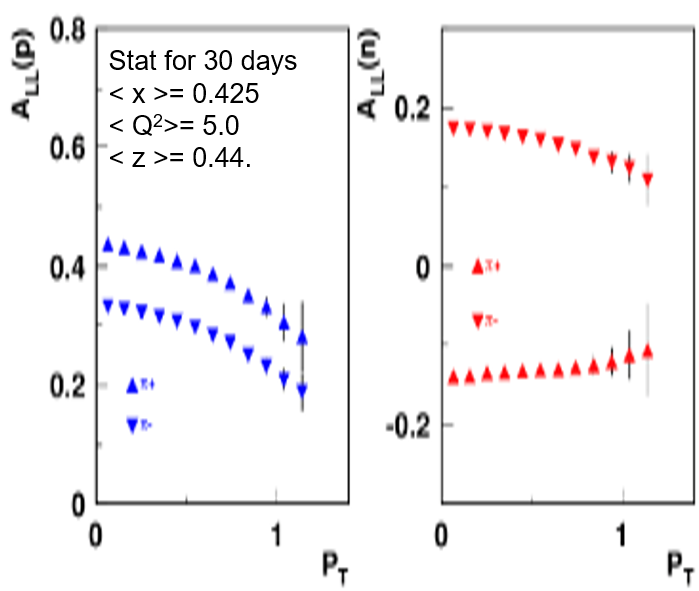 A_LL(p)
0.8
0.6
0.4
0.2
0
Stat for 30 days
< x >= 0.425
< Q²>= 5.0
< z >= 0.44.
π+
π-
0
1
P_T
A_LL(n)
0.2
0
-0.2
π+
π-
0
1
P_T